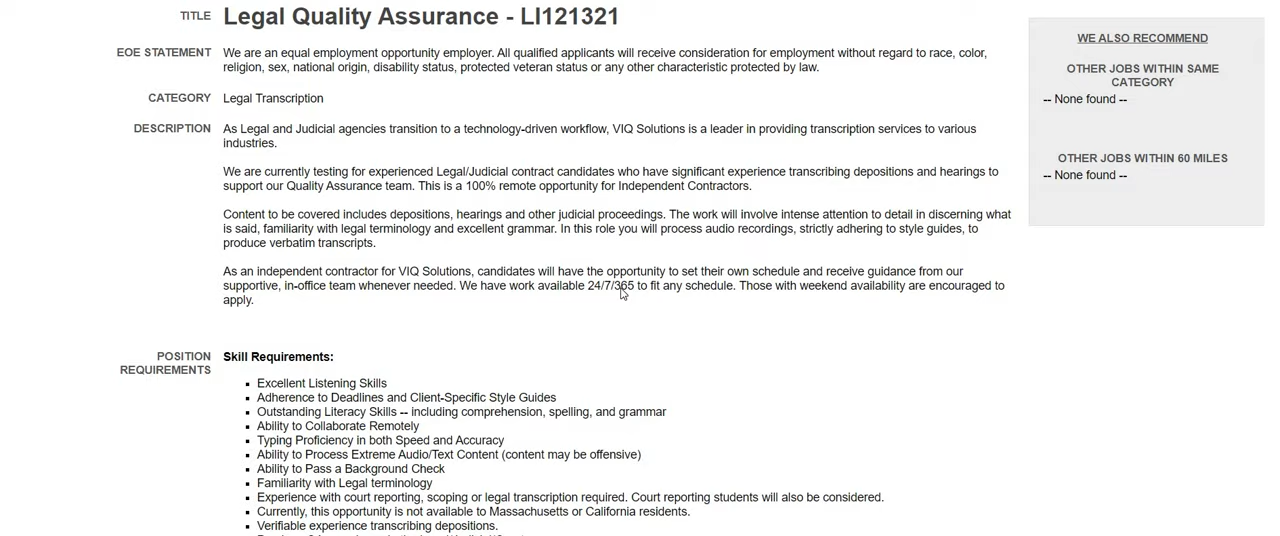 TITLE Legal Quality Assurance - LI121321
EOE STATEMENT We are an equal employment opportunity employer. All qualified applicants will receive consideration for employment without regard to race, color,
religion, sex, national origin, disability status, protected veteran status or any other characteristic protected by law.
CATEGORY Legal Transcription
DESCRIPTION As Legal and Judicial agencies transition to a technology-driven workflow, VIQ Solutions is a leader in providing transcription services to various
industries.
We are currently testing for experienced Legal/Judicial contract candidates who have significant experience transcribing depositions and hearings to
support our Quality Assurance team. This is a 100% remote opportunity for Independent Contractors.
Content to be covered includes depositions, hearings and other judicial proceedings. The work will involve intense attention to detail in discerning what
is said, familiarity with legal terminology and excellent grammar. In this role you will process audio recordings, strictly adhering to style guides, to
produce verbatim transcripts.
As an independent contractor for VIQ Solutions, candidates will have the opportunity to set their own schedule and receive guidance from our
supportive, in-office team whenever needed. We have work available 24/7/365 to fit any schedule. Those with weekend availability are encouraged to
apply.
POSITION
REQUIREMENTS
Skill Requirements:
Excellent Listening Skills
Adherence to Deadlines and Client-Specific Style Guides
Outstanding Literacy Skills -- including comprehension, spelling, and grammar
Ability to Collaborate Remotely
Typing Proficiency in both Speed and Accuracy
Ability to Process Extreme Audio/Text Content (content may be offensive)
Ability to Pass a Background Check
Familiarity with Legal terminology
Experience with court reporting, scoping or legal transcription required. Court reporting students will also be considered.
Currently, this opportunity is not available to Massachusetts or California residents.
Verifiable experience transcribing depositions.
WE ALSO RECOMMEND
OTHER JOBS WITHIN SAME
CATEGORY
-- None found --
OTHER JOBS WITHIN 60 MILES
-- None found --